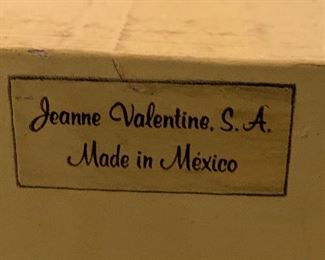 Jeanne Valentine, S. A.
Made in México